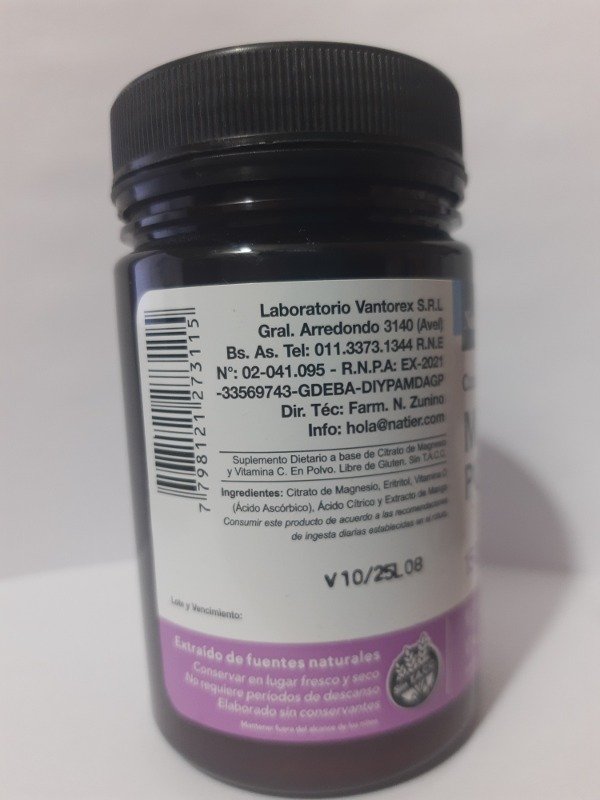 Laboratorio Vantorex S.R.L
Gral. Arredondo 3140 (Avel)
Bs. As. Tel: 011.3373.1344 R.N.E
N°: 02-041.095 - R.N.P.A: EX-2021
-33569743-GDEBA-DIYPAMDAGP
Dir. Téc: Farm. N. Zunino
Info: hola@natier.com
Suplemento Dietario a base de Citrato de Magnesio
y Vitamina C. En Polvo. Libre de Gluten. Sin T.A.C.C.
Ingredientes: Citrato de Magnesio, Eritritol, Vitamina C
(Ácido Ascórbico), Ácido Cítrico y Extracto de Mango
Consumir este producto de acuerdo a las recomendaciones
de ingesta diarias establecidas en el rótulo.
V10/25L08
Lote y Vencimiento:
7 798121 273115
Extraído de fuentes naturales
Conservar en lugar fresco y seco
No requiere períodos de descanso
Elaborado sin conservantes
Mantener fuera del alcance de los niños